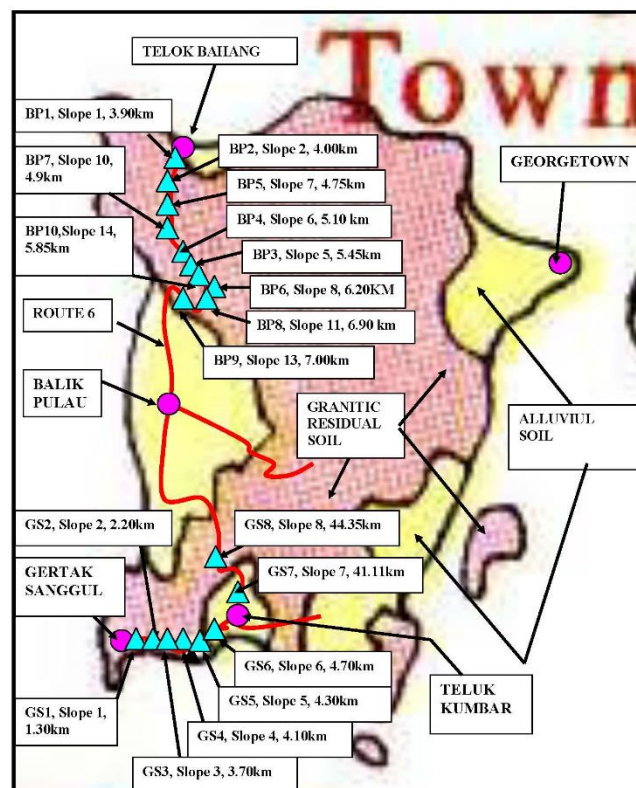 Town
TELOK BAHANG
BP1, Slope 1, 3.90km
BP2, Slope 2, 4.00km
GEORGETOWN
BP7, Slope 10,
4.9km
BP5, Slope 7, 4.75km
BP4, Slope 6, 5.10 km
BP10,Slope
14,
5.85km
BP3, Slope 5, 5.45km
BP6, Slope 8, 6.20KM
ROUTE 6
BP8, Slope 11, 6.90 km
BP9, Slope 13, 7.00km
BALIK
PULAU
GRANITIC
RESIDUAL
SOIL
ALLUVIUL
SOIL
GS2, Slope 2, 2.20km
GS8, Slope 8, 44.35km
GERTAK
SANGGUL
GS7, Slope 7, 41.11km
GS6, Slope 6, 4.70km
TELUK
KUMBAR
GS1, Slope 1,
1.30km
GS5, Slope 5, 4.30km
GS4, Slope 4, 4.10km
GS3, Slope 3, 3.70km